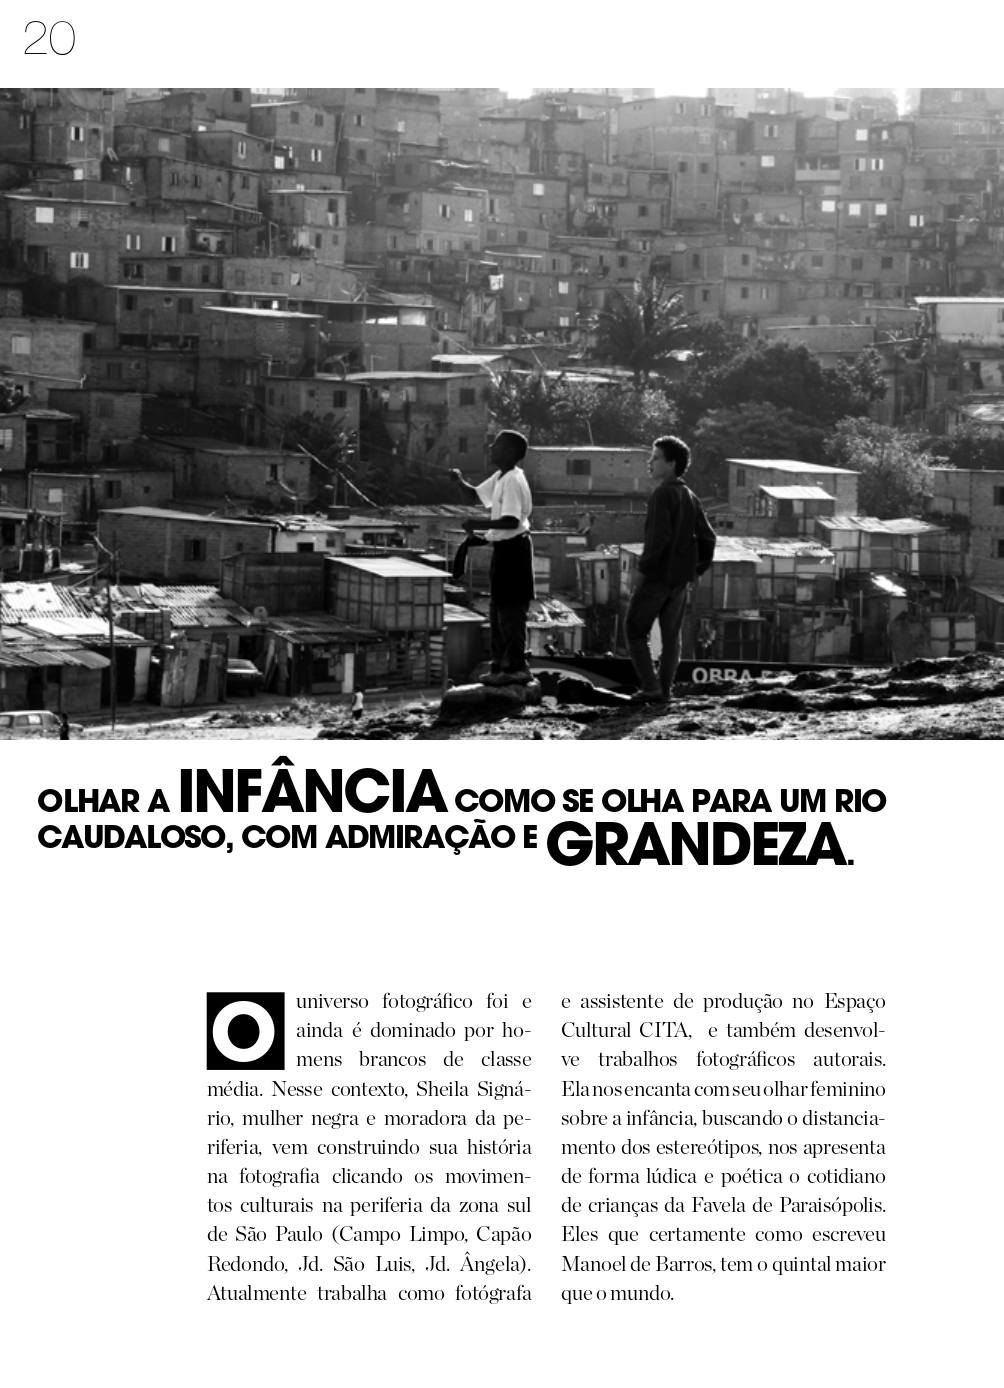 20
OBRA
OLHAR A INFÂNCIA COMO SE OLHA PARA UM RIO
CAUDALOSO, COM ADMIRAÇÃO E GRANDEZA.
O universo fotográfico foi e
ainda é dominado por ho-
mens brancos de classe
média. Nesse contexto, Sheila Signá-
rio, mulher negra e moradora da pe-
riferia, vem construindo sua história
na fotografia clicando os movimen-
tos culturais na periferia da zona sul
de São Paulo (Campo Limpo, Capão
Redondo, Jd. São Luis, Jd. Ângela).
Atualmente trabalha como fotógrafa
e assistente de produção no Espaço
Cultural CITA, e também desenvol-
ve trabalhos fotográficos autorais.
Ela nos encanta com seu olhar feminino
sobre a infância, buscando o distancia-
mento dos estereótipos, nos apresenta
de forma lúdica e poética o cotidiano
de crianças da Favela de Paraisópolis.
Eles que certamente como escreveu
Manoel de Barros, tem o quintal maior
que o mundo.